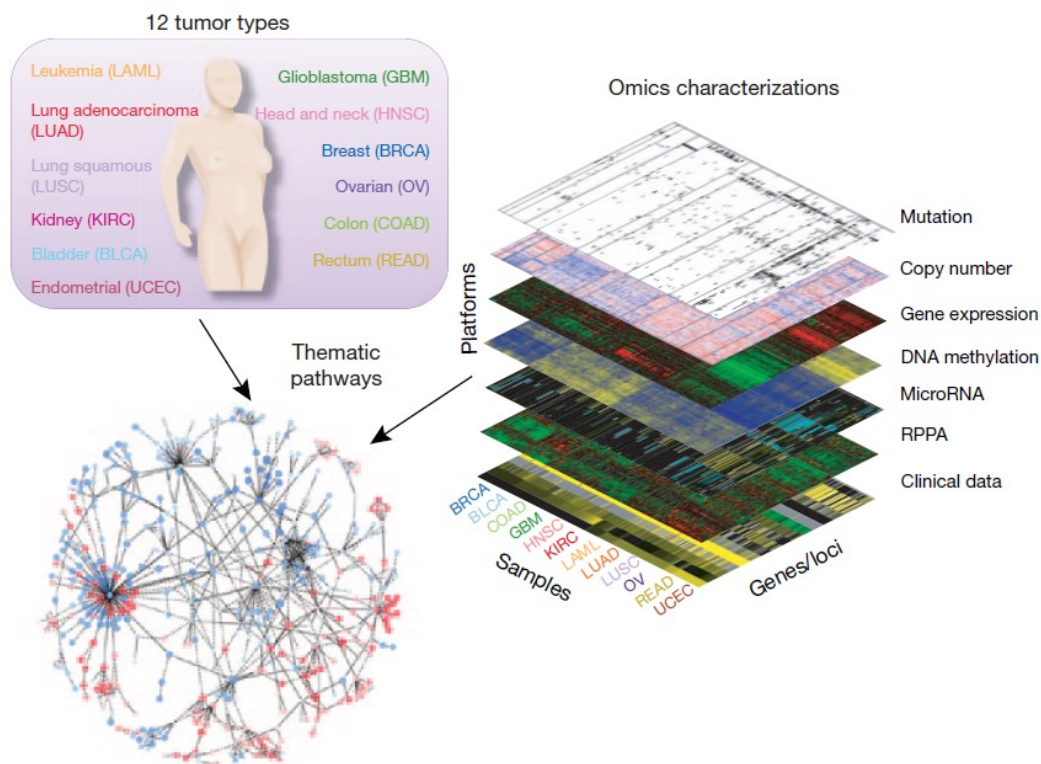 12 tumor types
Leukemia (LAML)
Lung adenocarcinoma
(LUAD)
Lung squamous
(LUSC)
Kidney (KIRC)
Bladder (BLCA)
Endometrial (UCEC)
Glioblastoma (GBM)
Head and neck (HNSC)
Breast (BRCA)
Ovarian (OV)
Colon (COAD)
Rectum (READ)
Thematic
pathways
Omics characterizations
Platforms
Mutation
Copy number
Gene expression
DNA methylation
MicroRNA
RPPA
Clinical data
BRCA
BLCA
COAD
GBM
HNSC
KIRC
LAML
LUAD
LUSC
OV
READ
UCEC
Samples
Genes/loci